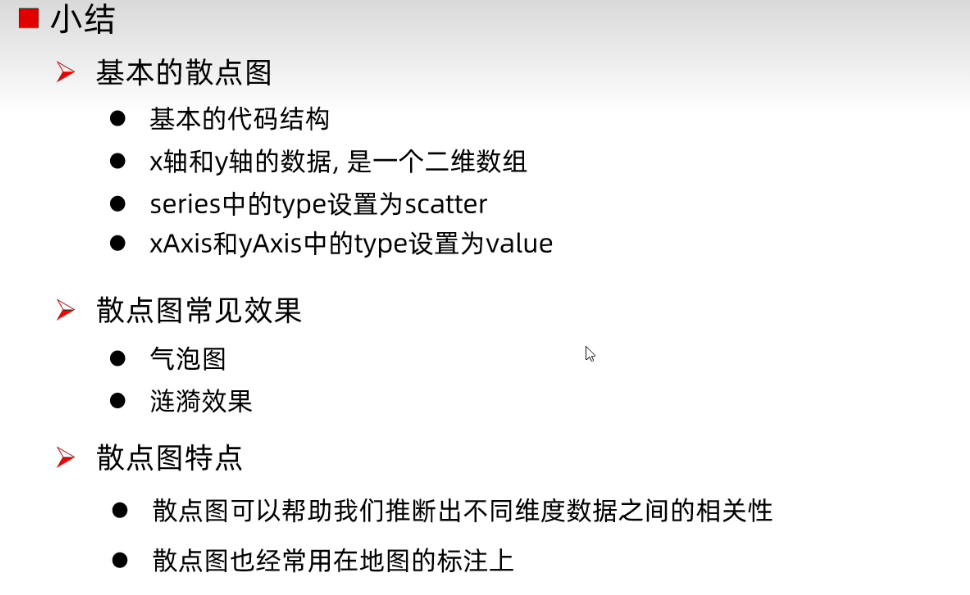 小结
基本的散点图
基本的代码结构
x轴和y轴的数据, 是一个二维数组
series中的type设置为scatter
xAxis和yAxis中的type设置为value
散点图常见效果
气泡图
涟漪效果
散点图特点
散点图可以帮助我们推断出不同维度数据之间的相关性
散点图也经常用在地图的标注上